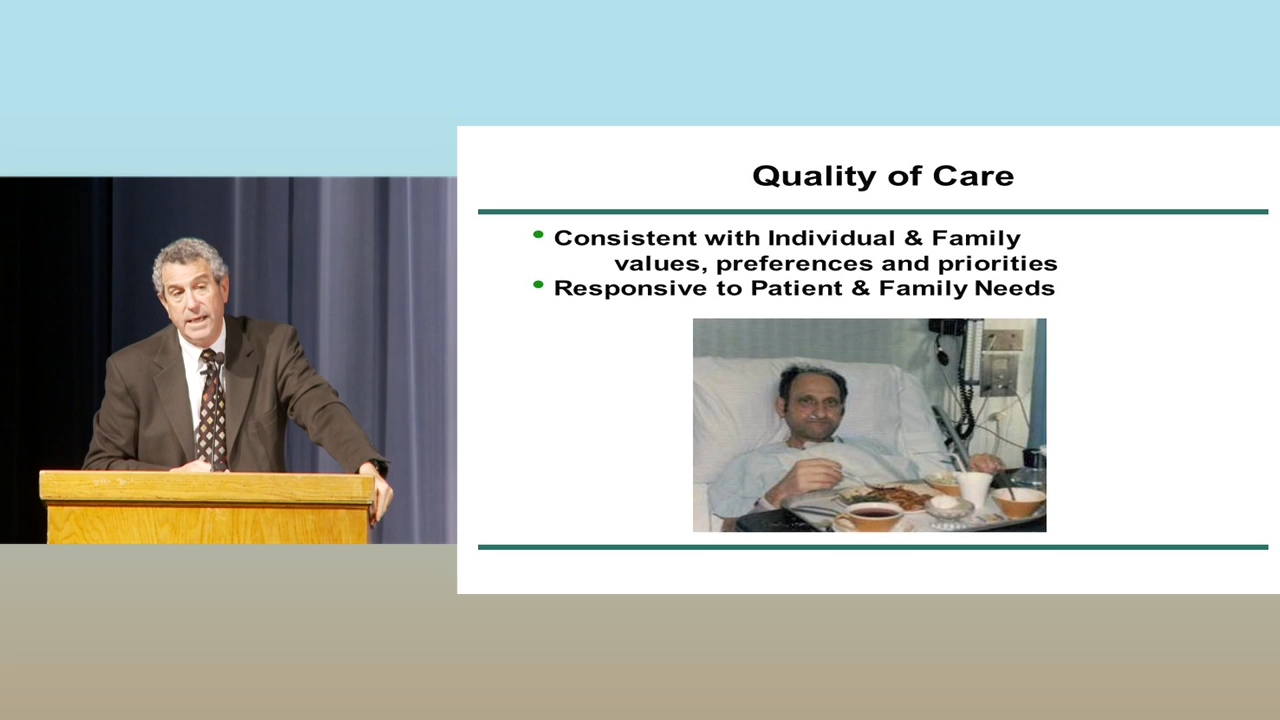 Quality of Care
• Consistent with Individual & Family
values, preferences and priorities
• Responsive to Patient & Family Needs